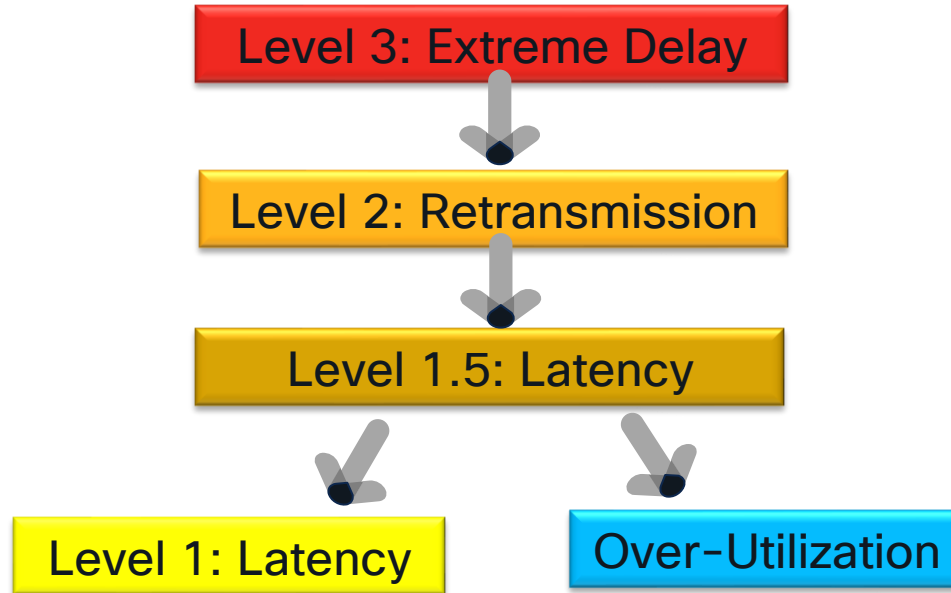 Level 3: Extreme Delay
Level 2: Retransmission
Level 1.5: Latency
Level 1: Latency
Over-Utilization